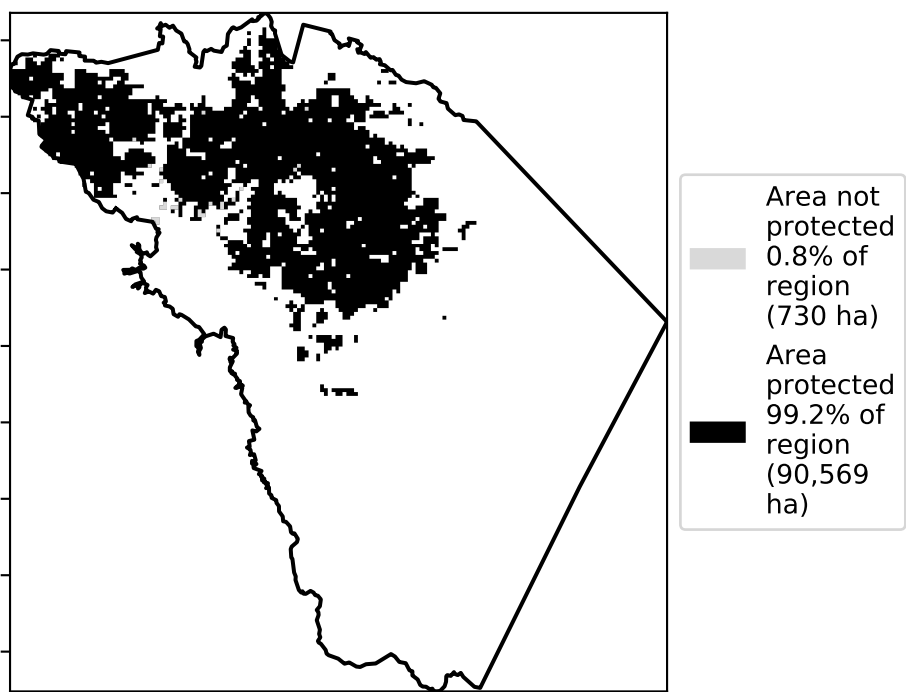 Area not
protected
0.8% of
region
(730 ha)
Area
protected
99.2% of
region
(90,569
ha)